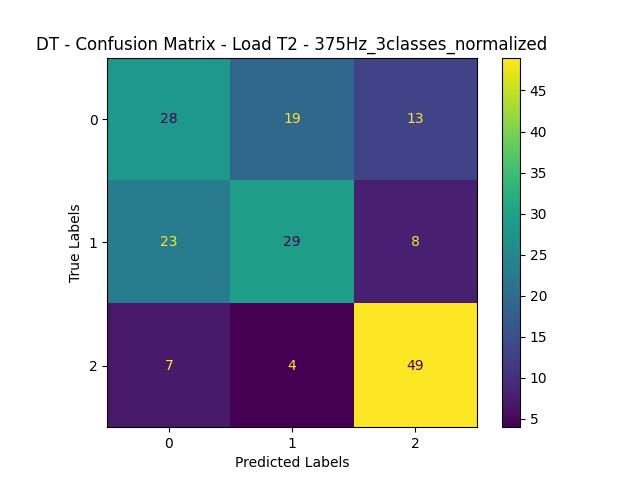 DT - Confusion Matrix - Load T2 - 375Hz_3classes_normalized
0 28 19 13
1 23 29 8
2 7 4 49
0 1 2
Predicted Labels
True Labels
45
40
35
30
25
20
15
10
5